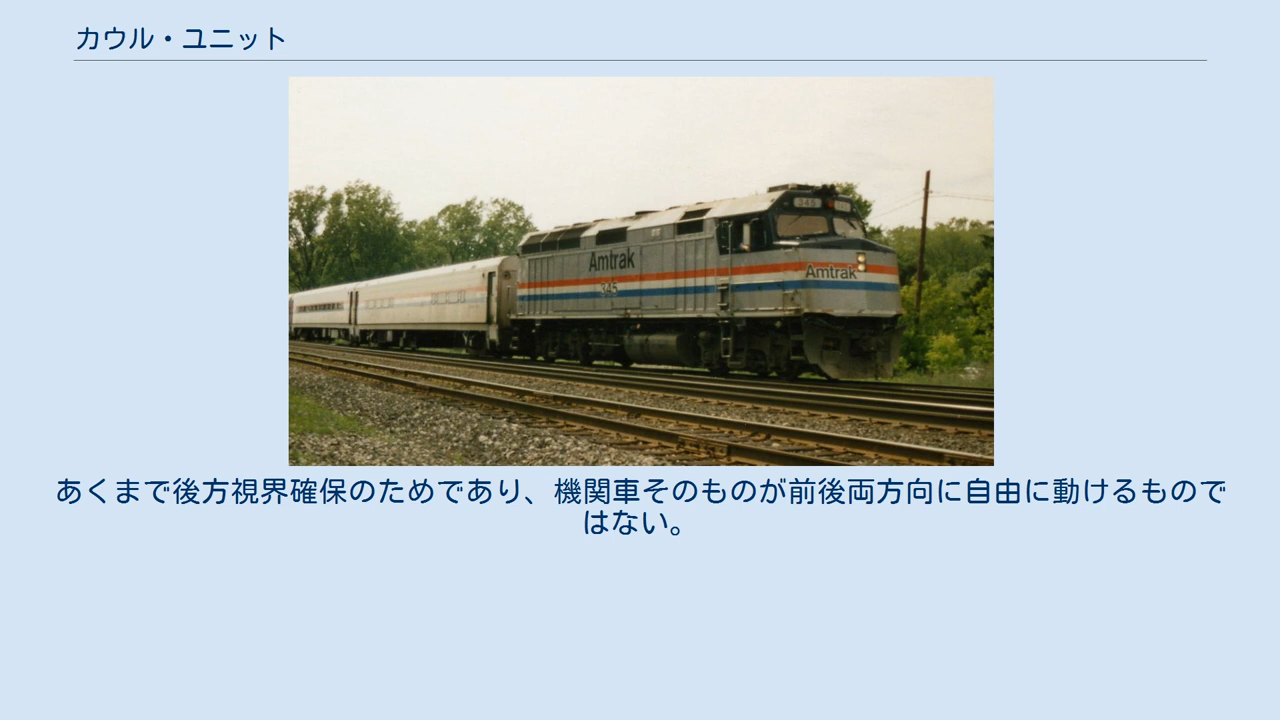 カウル・ユニット
345
Amtrak
Amtrak
345
あくまで後方視界確保のためであり、機関車そのものが前後両方向に自由に動けるもので
はない。